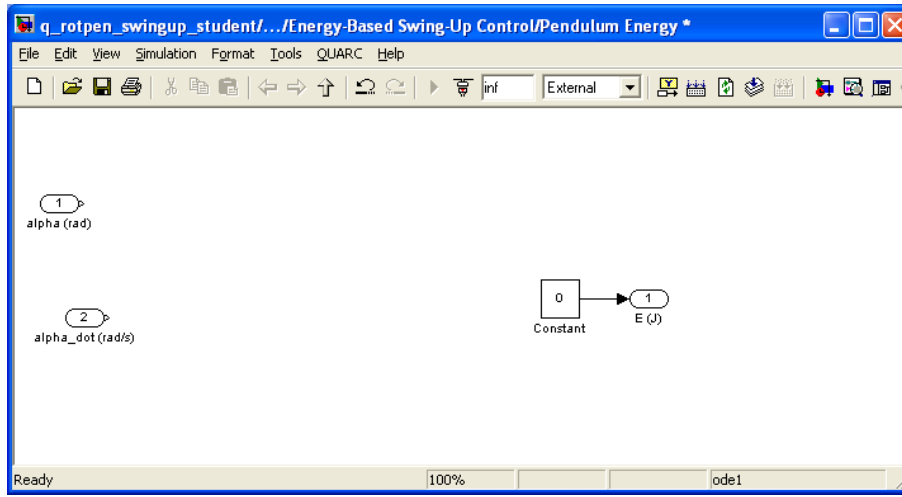 q_rotpen_swingup_student/.../Energy-Based Swing-Up Control/Pendulum Energy *
File Edit View Simulation Format Tools QUARC Help
inf External
1
alpha (rad)
0 1
Constant E (J)
2
alpha_dot (rad/s)
Ready 100% ode1